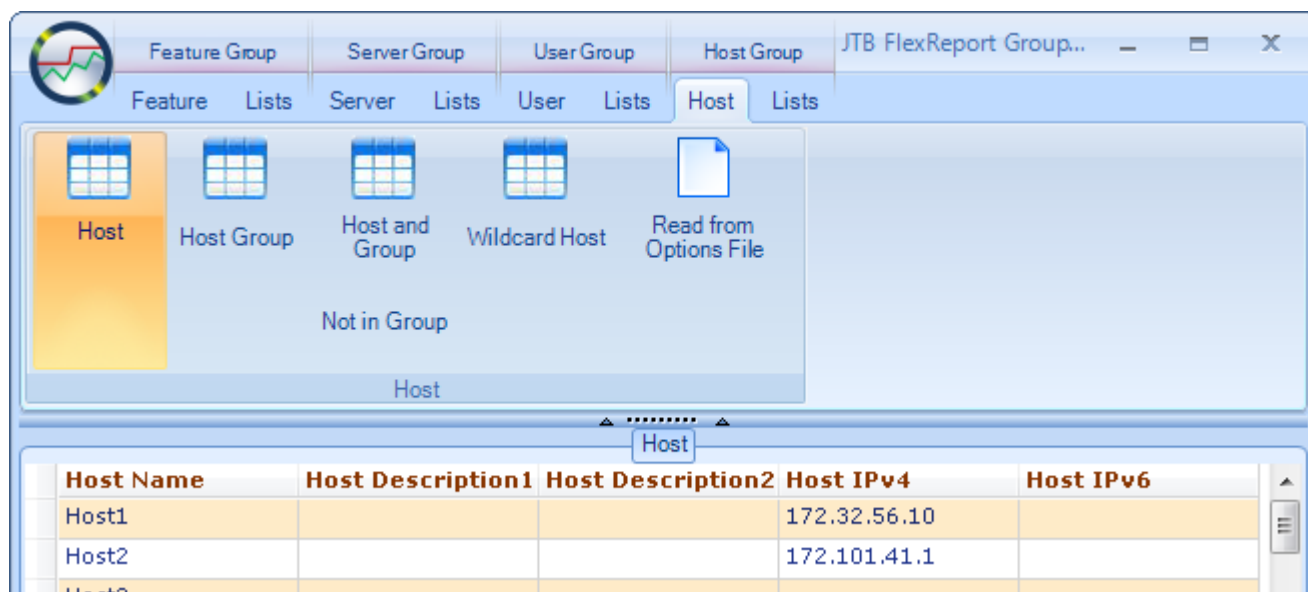 Feature Group Server Group User Group Host Group JTB FlexReport Group...
Feature Lists Server Lists User Lists Host Lists
Host Host Group Host and Group Wildcard Host Read from Options File
Not in Group
Host
Host
Host Name Host Description1 Host Description2 Host IPv4 Host IPv6
Host1 172.32.56.10
Host2 172.101.41.1